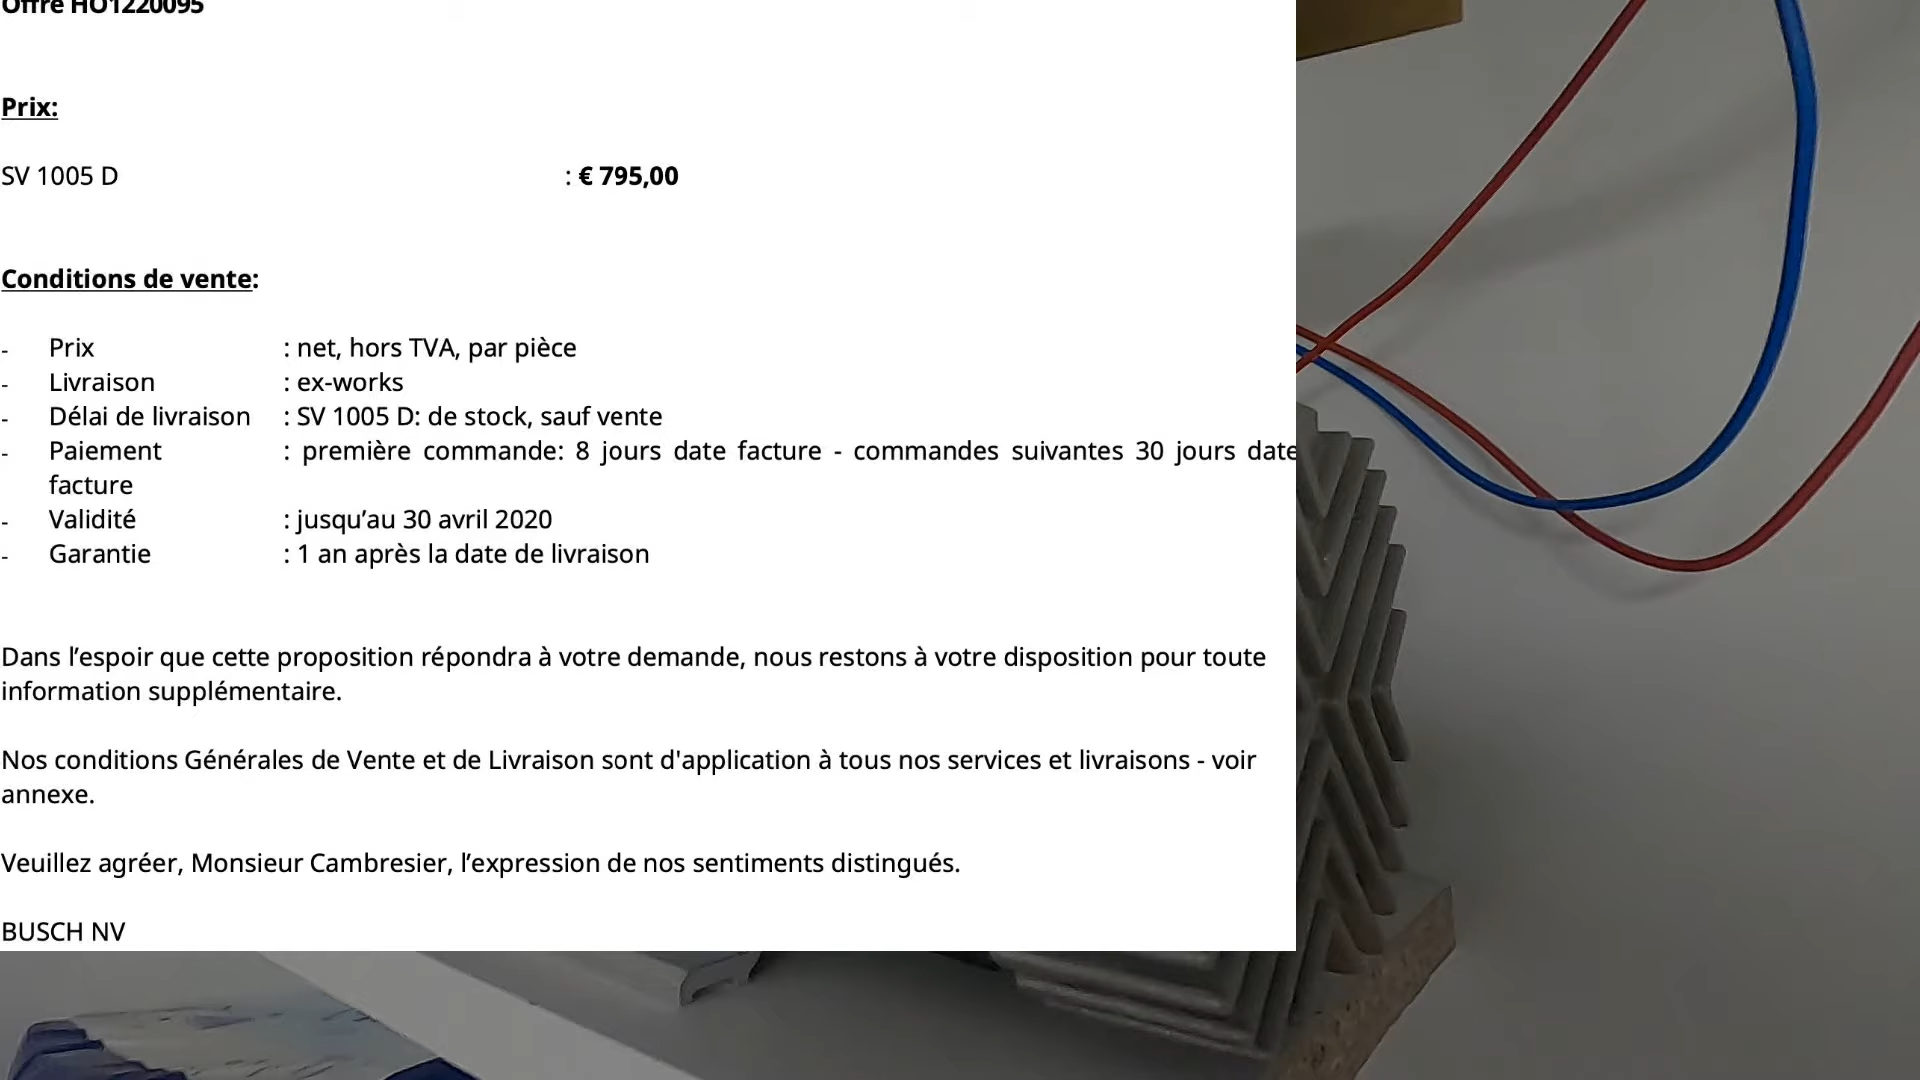 Offre HO1220095
Prix:
SV 1005 D : € 795,00
Conditions de vente:
- Prix : net, hors TVA, par pièce
- Livraison : ex-works
- Délai de livraison : SV 1005 D: de stock, sauf vente
- Paiement : première commande: 8 jours date facture - commandes suivantes 30 jours date
facture
- Validité : jusqu’au 30 avril 2020
- Garantie : 1 an après la date de livraison
Dans l’espoir que cette proposition répondra à votre demande, nous restons à votre disposition pour toute
information supplémentaire.
Nos conditions Générales de Vente et de Livraison sont d'application à tous nos services et livraisons - voir
annexe.
Veuillez agréer, Monsieur Cambresier, l’expression de nos sentiments distingués.
BUSCH NV